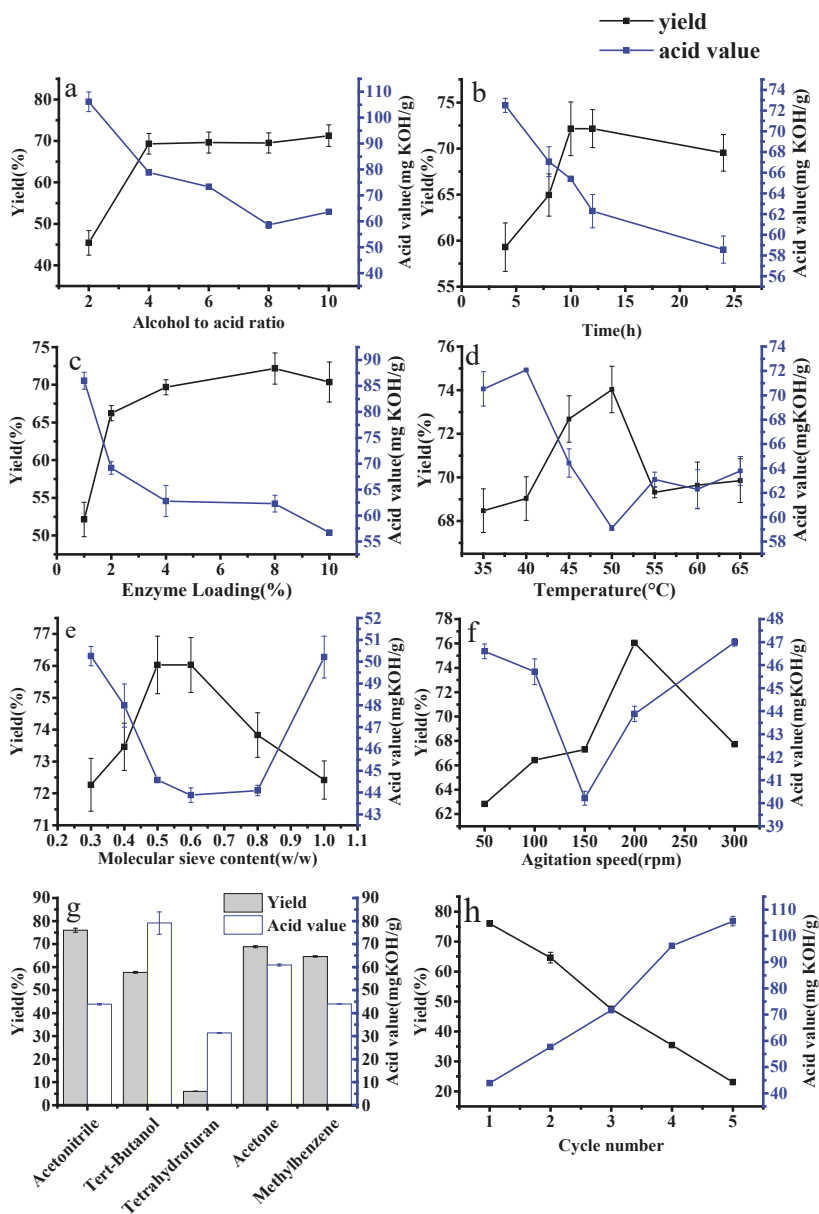 yield
acid value
a
80
70
60
50
40
Yield(%)
110
100
90
80
70
60
50
40
Acid value(mg KOH/g)
2 4 6 8 10
Alcohol to acid ratio
b
75
70
65
60
55
Yield(%)
74
72
70
68
66
64
62
60
58
56
Acid value(mg KOH/g)
0 5 10 15 20 25
Time(h)
c
75
70
65
60
55
50
Yield(%)
90
85
80
75
70
65
60
55
Acid value(mg KOH/g)
0 2 4 6 8 10
Enzyme Loading(%)
d
76
74
72
70
68
Yield(%)
74
72
70
68
66
64
62
60
59
58
Acid value(mgKOH/g)
35 40 45 50 55 60 65
Temperature(°C)
e
77
76
74
73
72
71
Yield(%)
52
51
50
48
46
44
43
Acid value(mgKOH/g)
0.2 0.3 0.4 0.5 0.6 0.7 0.8 0.9 1.0 1.1
Molecular sieve content(w/w)
f
78
76
74
72
70
68
66
64
62
Yield(%)
48
47
46
44
43
42
40
39
Acid value(mgKOH/g)
50 100 150 200 250 300
Agitation speed(rpm)
g
Yield
Acid value
90
80
70
60
50
40
30
20
10
0
Yield(%)
90
80
70
60
50
40
30
20
10
0
Acid value(mgKOH/g)
Acetonitrile
Tert-Butanol
Tetrahydrofuran
Acetone
Methylbenzene
h
80
70
60
50
40
30
20
Yield(%)
110
100
90
80
70
60
50
40
Acid value(mgKOH/g)
1 2 3 4 5
Cycle number